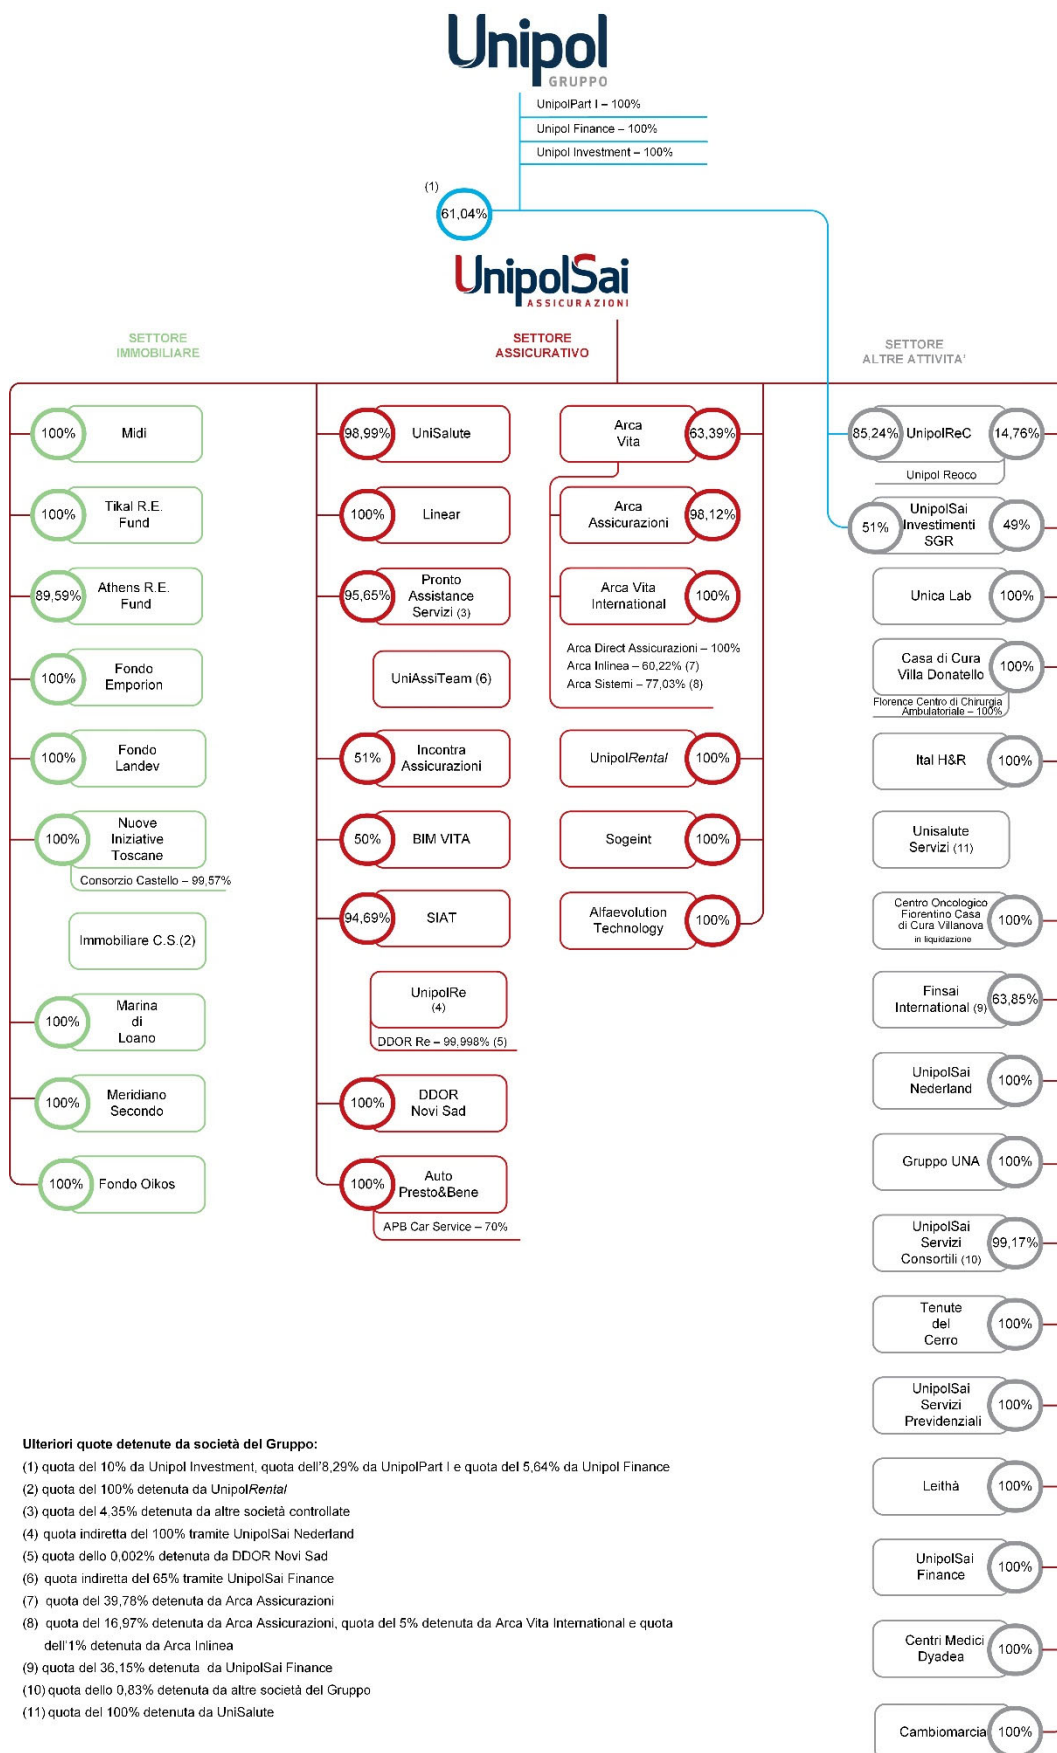 Unipol
GRUPPO
UnipolPart I – 100%
Unipol Finance – 100%
Unipol Investment – 100%
(1)
61,04%
UnipolSai
ASSICURAZIONI
SETTORE
IMMOBILIARE
SETTORE
ASSICURATIVO
SETTORE
ALTRE ATTIVITA'
100%
Midi
100%
Tikal R.E.
Fund
89,59%
Athens R.E.
Fund
100%
Fondo
Emporion
100%
Fondo
Landev
100%
Nuove
Iniziative
Toscane
Consorzio Castello – 99,57%
Immobiliare C.S.(2)
100%
Marina
di
Loano
100%
Meridiano
Secondo
100%
Fondo Oikos
98,99%
UniSalute
100%
Linear
95,65%
Pronto
Assistance
Servizi (3)
UniAssiTeam (6)
51%
Incontra
Assicurazioni
50%
BIM VITA
94,69%
SIAT
UnipolRe
(4)
DDOR Re – 99,998% (5)
100%
DDOR
Novi Sad
100%
Auto
Presto&Bene
APB Car Service – 70%
Arca
Vita
63,39%
Arca
Assicurazioni
98,12%
Arca Vita
International
100%
Arca Direct Assicurazioni – 100%
Arca Inlinea – 60,22% (7)
Arca Sistemi – 77,03% (8)
UnipolRental
100%
Sogeint
100%
Alfaevolution
Technology
100%
85,24%
UnipolReC
14,76%
Unipol Reoco
51%
UnipolSai
Investimenti
SGR
49%
Unica Lab
100%
Casa di Cura
Villa Donatello
100%
Florence Centro di Chirurgia
Ambulatoriale – 100%
Ital H&R
100%
Unisalute
Servizi (11)
Centro Oncologico
Fiorentino Casa
di Cura Villanova
in liquidazione
100%
Finsai
International (9)
63,85%
UnipolSai
Nederland
100%
Gruppo UNA
100%
UnipolSai
Servizi
Consortili (10)
99,17%
Tenute
del
Cerro
100%
UnipolSai
Servizi
Previdenziali
100%
Leithà
100%
UnipolSai
Finance
100%
Centri Medici
Dyadea
100%
Cambiomarcia
100%
Ulteriori quote detenute da società del Gruppo:
(1) quota del 10% da Unipol Investment, quota dell'8,29% da UnipolPart I e quota del 5,64% da Unipol Finance
(2) quota del 100% detenuta da UnipolRental
(3) quota del 4,35% detenuta da altre società controllate
(4) quota indiretta del 100% tramite UnipolSai Nederland
(5) quota dello 0,002% detenuta da DDOR Novi Sad
(6) quota indiretta del 65% tramite UnipolSai Finance
(7) quota del 39,78% detenuta da Arca Assicurazioni
(8) quota del 16,97% detenuta da Arca Assicurazioni, quota del 5% detenuta da Arca Vita International e quota
dell'1% detenuta da Arca Inlinea
(9) quota del 36,15% detenuta da UnipolSai Finance
(10) quota dello 0,83% detenuta da altre società del Gruppo
(11) quota del 100% detenuta da UniSalute